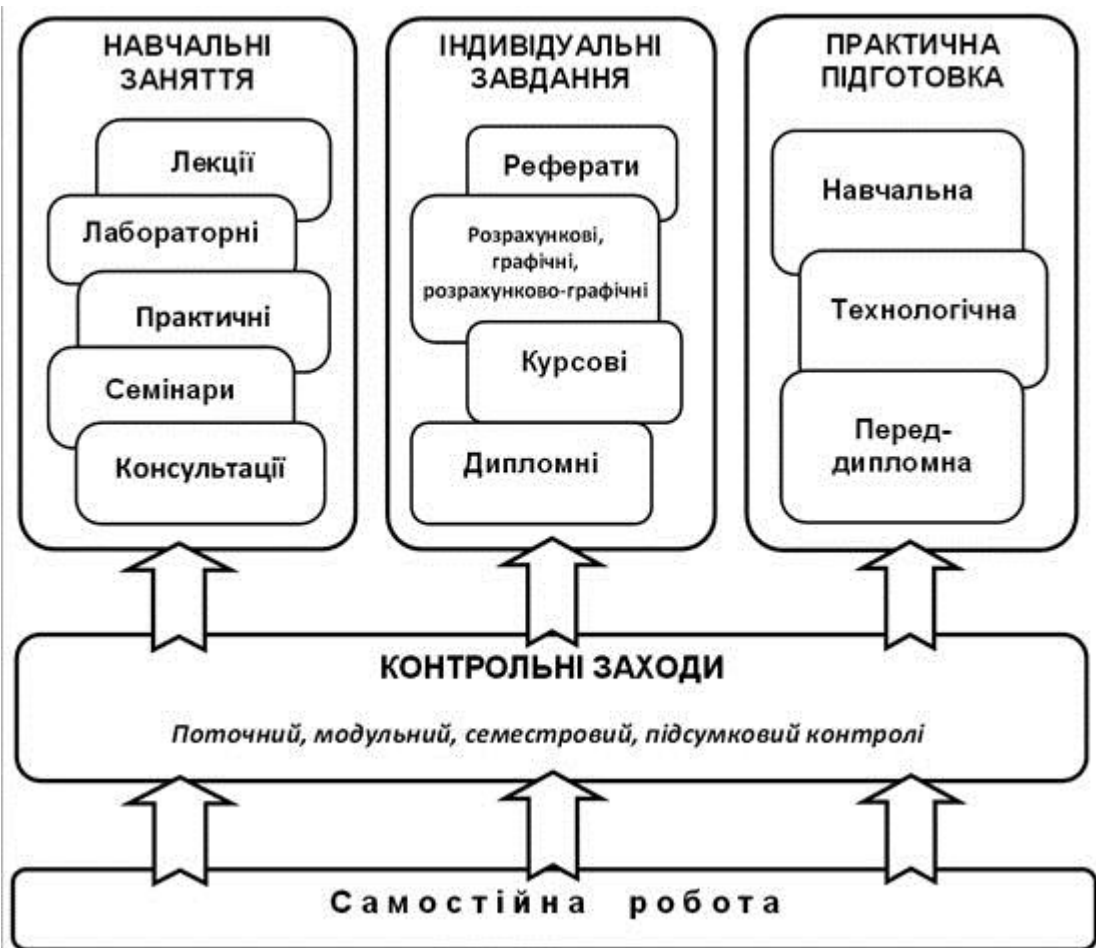 НАВЧАЛЬНІ
ЗАНЯТТЯ
Лекції
Лабораторні
Практичні
Семінари
Консультації
ІНДИВІДУАЛЬНІ
ЗАВДАННЯ
Реферати
Розрахункові,
графічні,
розрахунково-графічні
Курсові
Дипломні
ПРАКТИЧНА
ПІДГОТОВКА
Навчальна
Технологічна
Перед-
дипломна
КОНТРОЛЬНІ ЗАХОДИ
Поточний, модульний, семестровий, підсумковий контролі
Самостійна робота